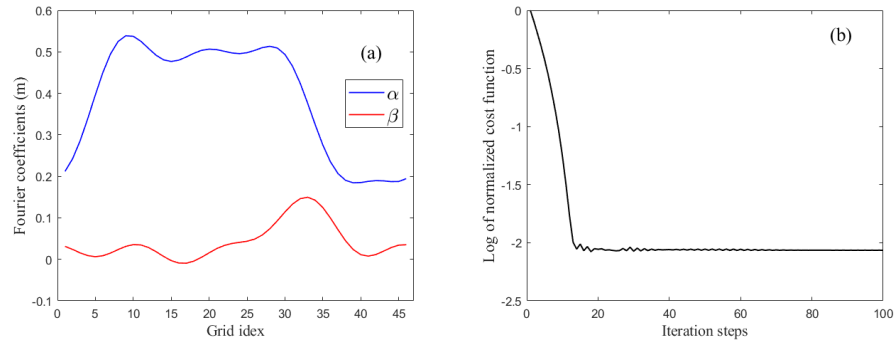 0.6
0.5
0.4
0.3
0.2
0.1
0
-0.1
0 5 10 15 20 25 30 35 40 45
Fourier coefficients (m)
Grid idex
(a)
α
β
0
-0.5
-1
-1.5
-2
-2.5
0 20 40 60 80 100
Log of normalized cost function
Iteration steps
(b)